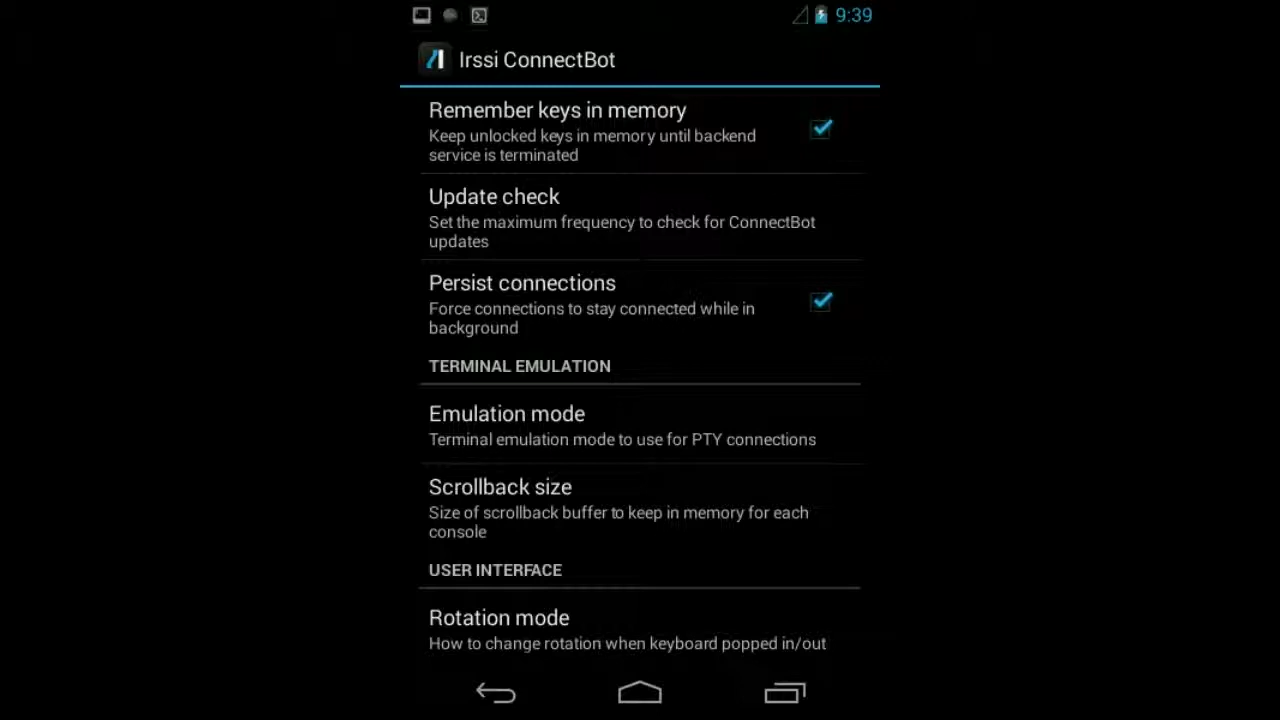 9:39
Irssi ConnectBot
Remember keys in memory
Keep unlocked keys in memory until backend
service is terminated
Update check
Set the maximum frequency to check for ConnectBot
updates
Persist connections
Force connections to stay connected while in
background
TERMINAL EMULATION
Emulation mode
Terminal emulation mode to use for PTY connections
Scrollback size
Size of scrollback buffer to keep in memory for each
console
USER INTERFACE
Rotation mode
How to change rotation when keyboard popped in/out